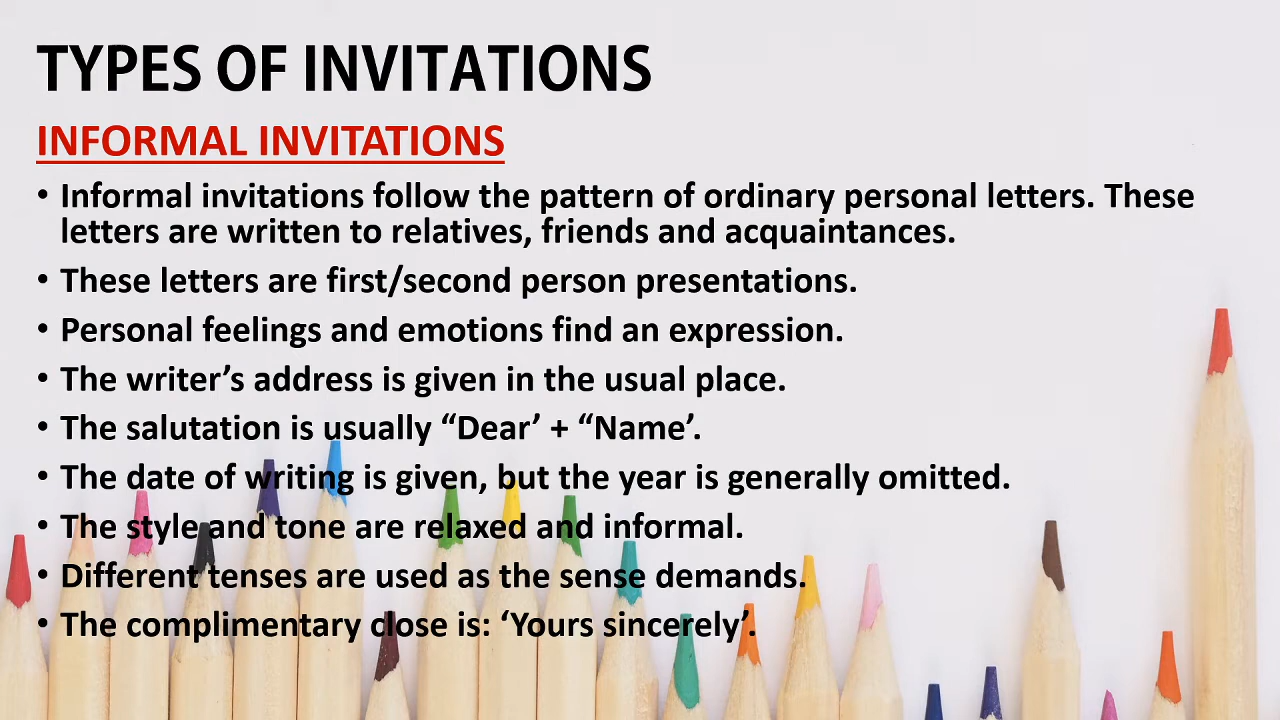 TYPES OF INVITATIONS
INFORMAL INVITATIONS
• Informal invitations follow the pattern of ordinary personal letters. These
letters are written to relatives, friends and acquaintances.
• These letters are first/second person presentations.
• Personal feelings and emotions find an expression.
• The writer’s address is given in the usual place.
• The salutation is usually “Dear’ + “Name’.
• The date of writing is given, but the year is generally omitted.
• The style and tone are relaxed and informal.
• Different tenses are used as the sense demands.
• The complimentary close is: ‘Yours sincerely’.